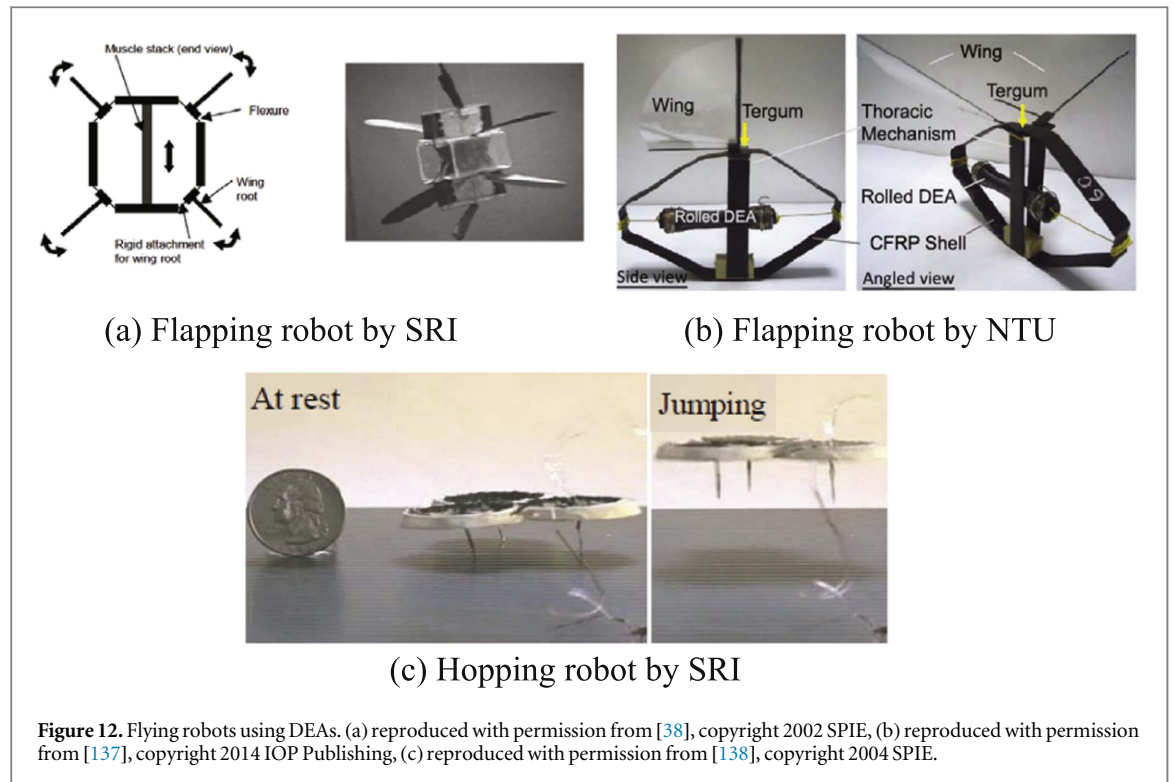 Muscle stack (end view)
Flexure
Wing
root
Rigid attachment
for wing root
(a) Flapping robot by SRI
Wing
Tergum
Rolled DEA
Side view
Wing
Tergum
Thoracic
Mechanism
Rolled DEA
CFRP Shell
Angled view
(b) Flapping robot by NTU
At rest
Jumping
(c) Hopping robot by SRI
Figure 12. Flying robots using DEAs. (a) reproduced with permission from [38], copyright 2002 SPIE, (b) reproduced with permission
from [137], copyright 2014 IOP Publishing, (c) reproduced with permission from [138], copyright 2004 SPIE.